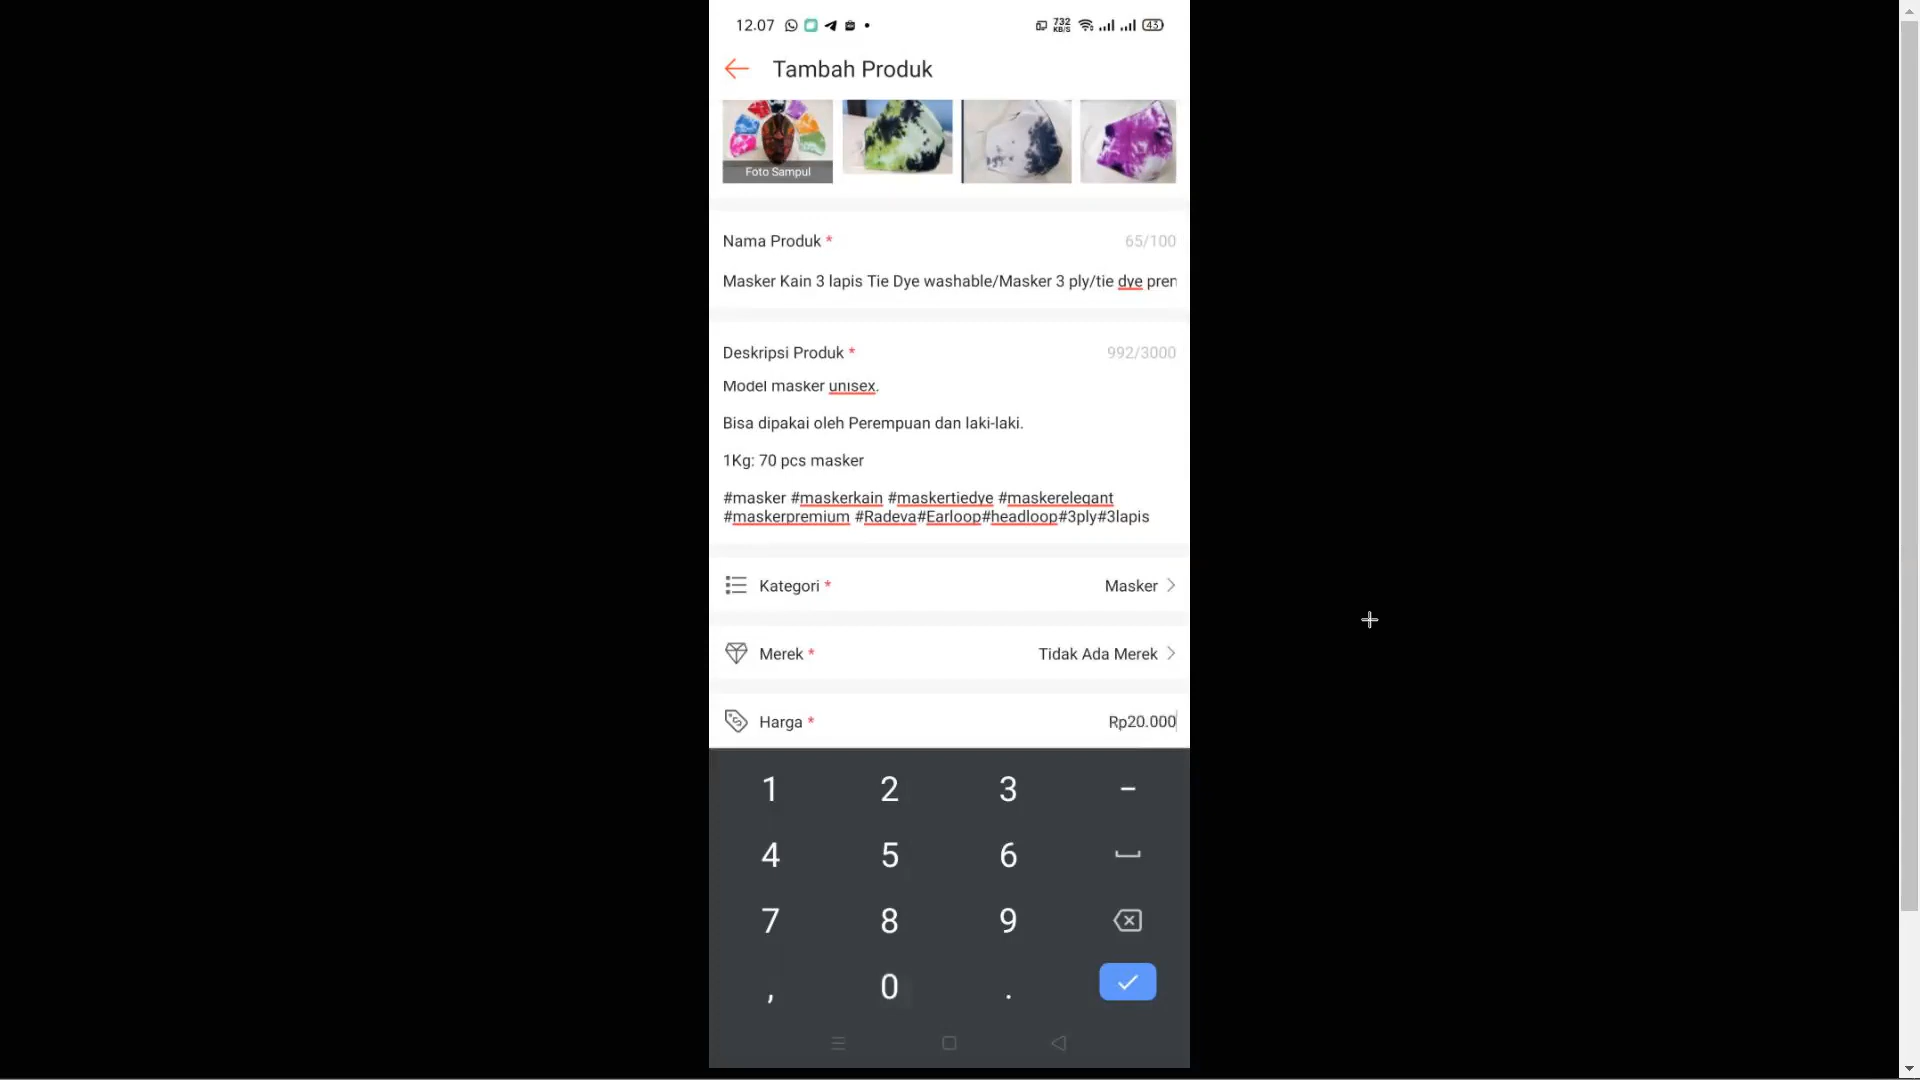 12.07
732
KB/S
43
Tambah Produk
Foto Sampul
Nama Produk *
65/100
Masker Kain 3 lapis Tie Dye washable/Masker 3 ply/tie dye pren
Deskripsi Produk *
992/3000
Model masker unisex.
Bisa dipakai oleh Perempuan dan laki-laki.
1Kg: 70 pcs masker
#masker #maskerkain #maskertiedye #maskerelegant
#maskerpremium #Radeva#Earloop#headloop#3ply#3lapis
Kategori *
Masker
Merek *
Tidak Ada Merek
Harga *
Rp20.000
1 2 3 -
4 5 6
7 8 9
, 0 .